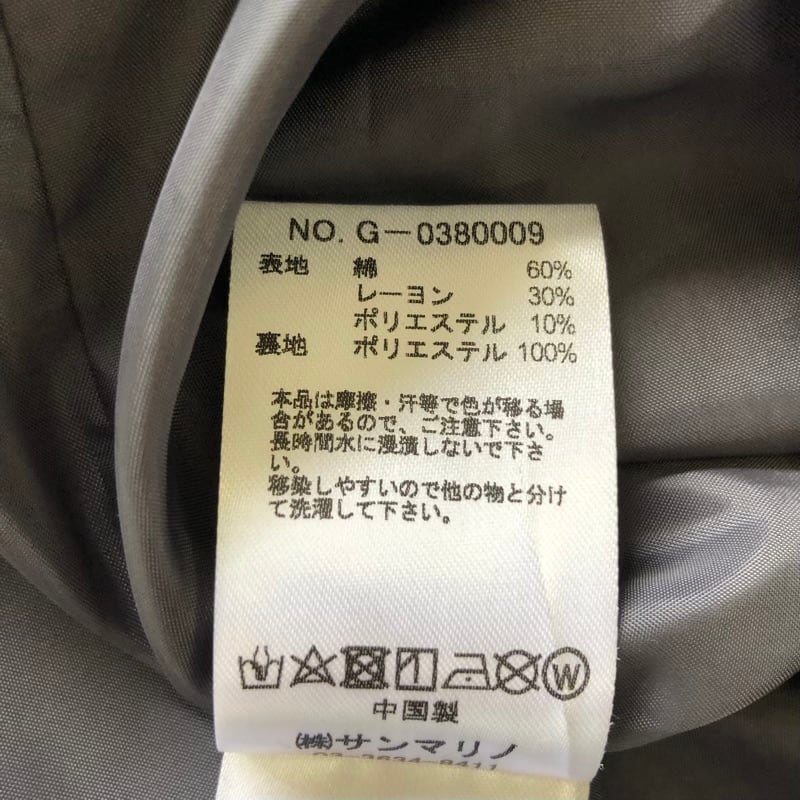 NO. G-0380009
表地 綿 60%
レーヨン 30%
ポリエステル 10%
裏地 ポリエステル 100%
本品は摩擦・汗等で色が移る場
合があるので、ご注意下さい。
長時間水に浸漬しないで下さ
い。
移染しやすいので他の物と分け
て洗濯して下さい。
W
中国製
(株)サンマリノ